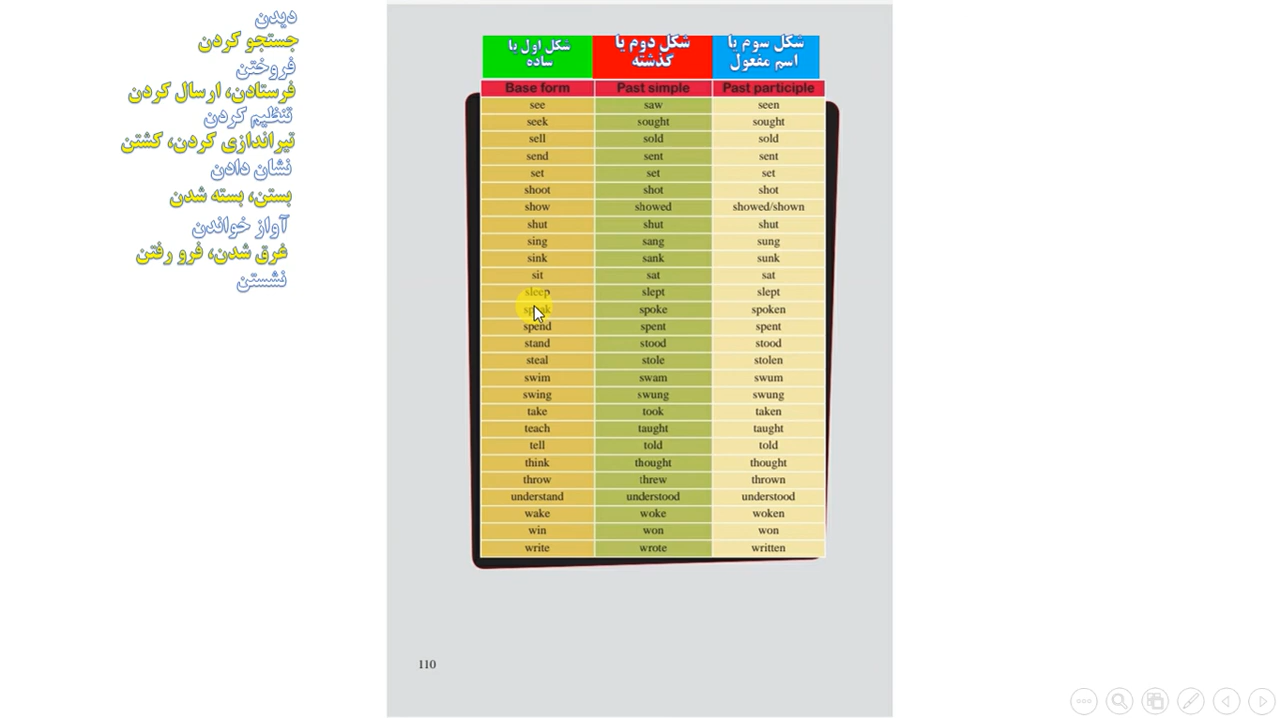 دیدن
جستجو کردن
فروختن
فرستادن، ارسال کردن
تنظیم کردن
تیراندازی کردن، کشتن
نشان دادن
بستن، بسته شدن
آواز خواندن
غرق شدن، فرو رفتن
نشستن
شکل اول یا ساده شکل دوم یا گذشته شکل سوم یا اسم مفعول
Base form Past simple Past participle
see saw seen
seek sought sought
sell sold sold
send sent sent
set set set
shoot shot shot
show showed showed/shown
shut shut shut
sing sang sung
sink sank sunk
sit sat sat
sleep slept slept
speak spoke spoken
spend spent spent
stand stood stood
steal stole stolen
swim swam swum
swing swung swung
take took taken
teach taught taught
tell told told
think thought thought
throw threw thrown
understand understood understood
wake woke woken
win won won
write wrote written
110